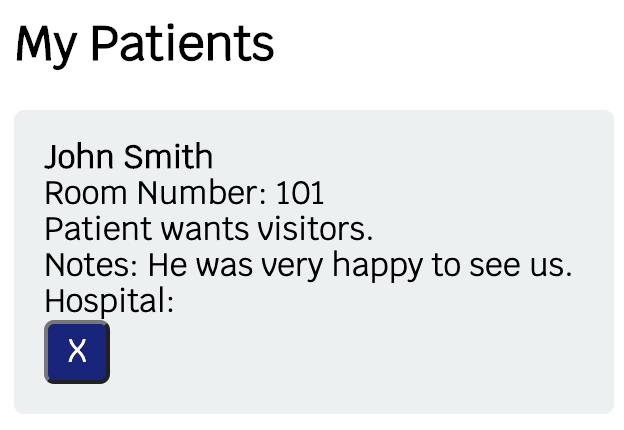 My Patients
John Smith
Room Number: 101
Patient wants visitors.
Notes: He was very happy to see us.
Hospital:
X